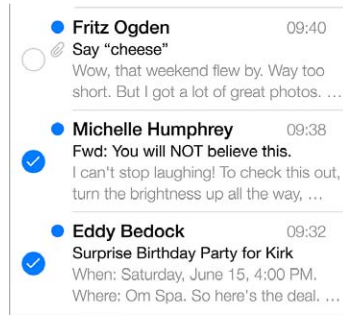 Fritz Ogden 09:40
Say “cheese”
Wow, that weekend flew by. Way too
short. But I got a lot of great photos. …
Michelle Humphrey 09:38
Fwd: You will NOT believe this.
I can't stop laughing! To check this out,
turn the brightness up all the way, …
Eddy Bedock 09:32
Surprise Birthday Party for Kirk
When: Saturday, June 15, 4:00 PM.
Where: Om Spa. So here's the deal. …